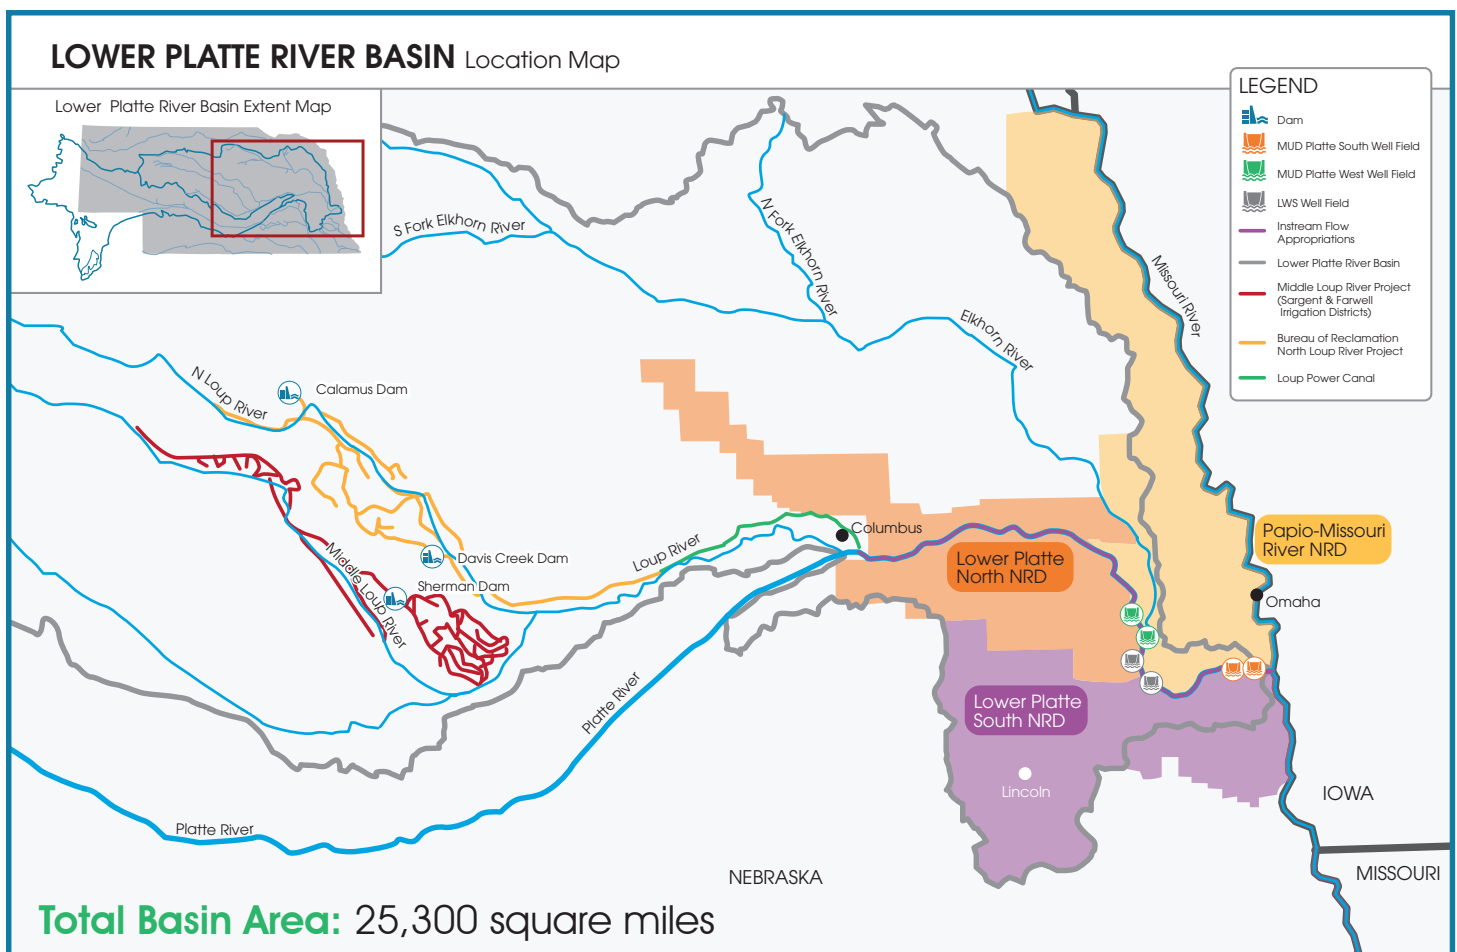 LOWER PLATTE RIVER BASIN Location Map
Lower Platte River Basin Extent Map
LEGEND
Dam
MUD Platte South Well Field
MUD Platte West Well Field
LWS Well Field
Instream Flow
Appropriations
Lower Platte River Basin
Middle Loup River Project
(Sargent & Farwell
Irrigation Districts)
Bureau of Reclamation
North Loup River Project
Loup Power Canal
S Fork Elkhorn River
N Fork Elkhorn River
Elkhorn River
Missouri River
N Loup River
Calamus Dam
Davis Creek Dam
Sherman Dam
Middle Loup River
Loup River
Columbus
Lower Platte
North NRD
Papio-Missouri
River NRD
Omaha
Lower Platte
South NRD
Lincoln
Platte River
Platte River
IOWA
MISSOURI
NEBRASKA
Total Basin Area: 25,300 square miles